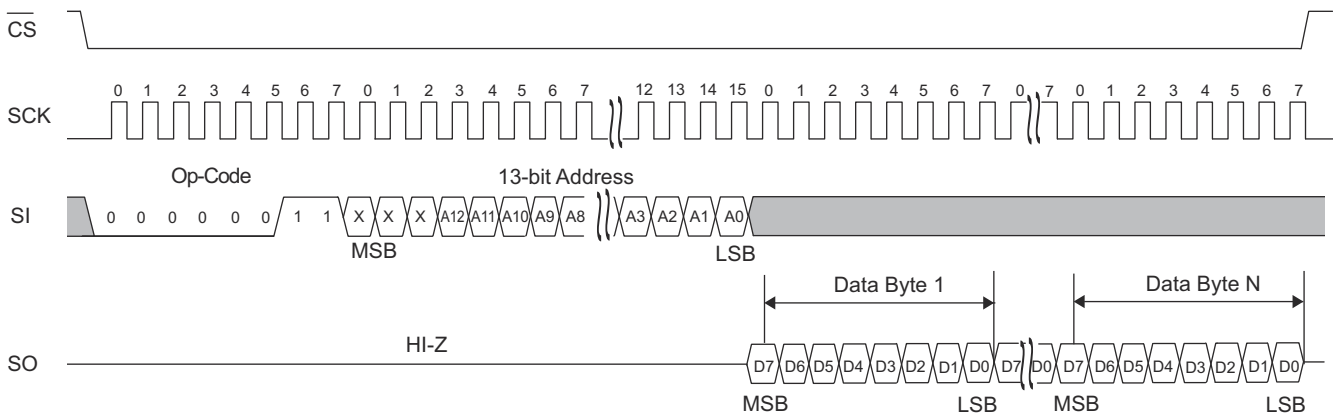 CS
SCK
0 1 2 3 4 5 6 7 0 1 2 3 4 5 6 7 12 13 14 15 0 1 2 3 4 5 6 7 0 7 0 1 2 3 4 5 6 7
Op-Code 13-bit Address
SI
0 0 0 0 0 0 1 1 X X X A12 A11 A10 A9 A8 A3 A2 A1 A0
MSB LSB
Data Byte 1 Data Byte N
HI-Z
SO
D7 D6 D5 D4 D3 D2 D1 D0 D7 D0 D7 D6 D5 D4 D3 D2 D1 D0
MSB LSB MSB LSB